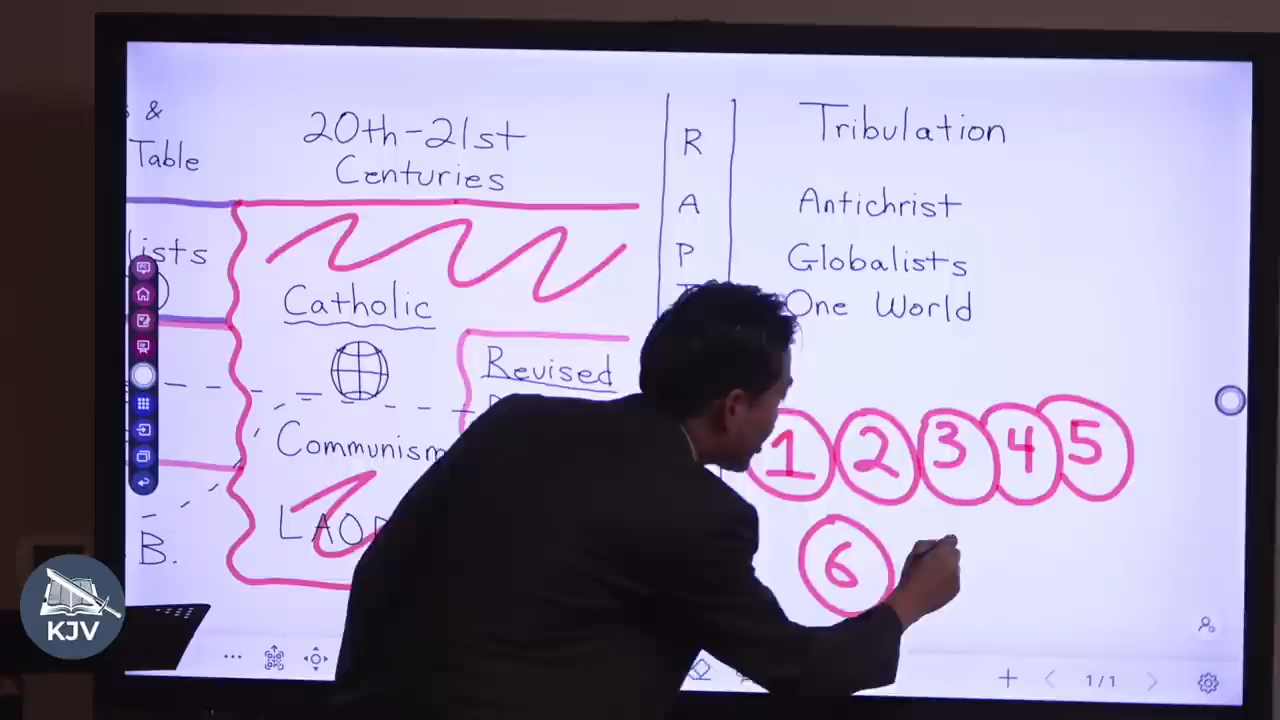 &
Table
20th-21st
Centuries
lists
Catholic
Revised
Communism
B.
R
A
P
Tribulation
Antichrist
Globalists
One World
1 2 3 4 5
6
KJV
1/1